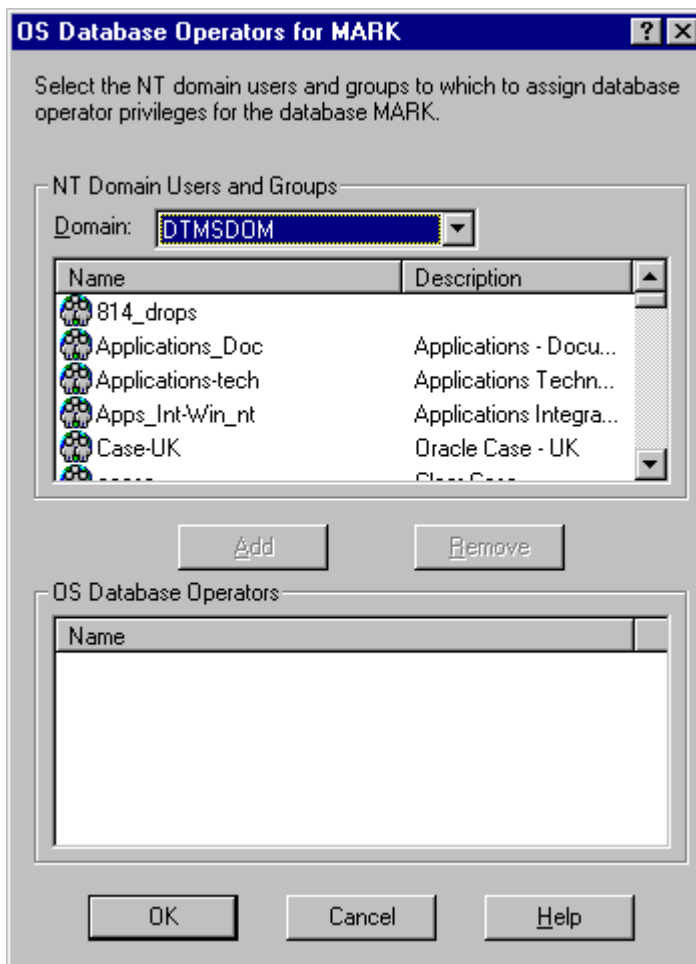 OS Database Operators for MARK
Select the NT domain users and groups to which to assign database
operator privileges for the database MARK.
NT Domain Users and Groups
Domain: DTMSDOM
Name Description
814_drops
Applications_Doc Applications - Docu...
Applications-tech Applications Techn...
Apps_Int-Win_nt Applications Integra...
Case-UK Oracle Case - UK
Add Remove
OS Database Operators
Name
OK Cancel Help